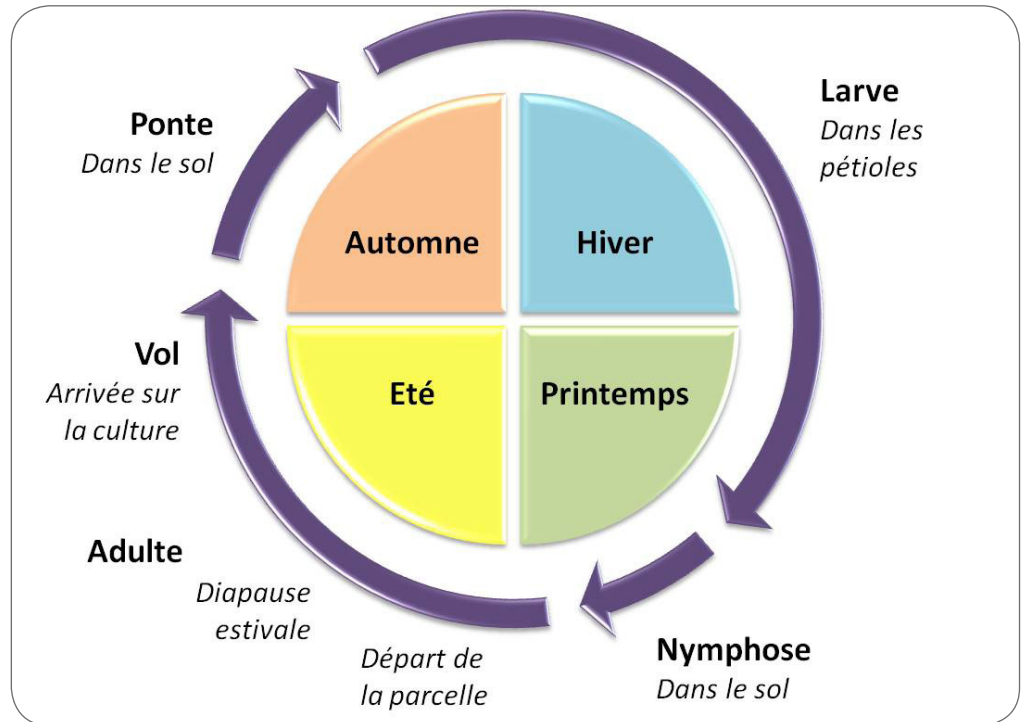 Ponte
Dans le sol
Larve
Dans les
pétioles
Automne
Hiver
Vol
Arrivée sur
la culture
Eté
Printemps
Adulte
Diapause
estivale
Départ de
la parcelle
Nymphose
Dans le sol